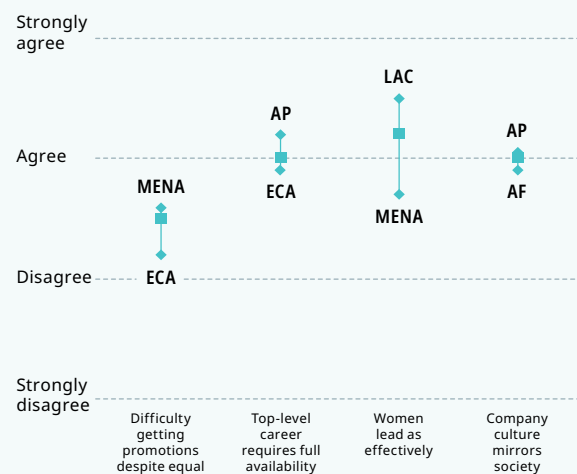 Strongly
agree
LAC
AP
AP
Agree
MENA
ECA
AF
MENA
Disagree
ECA
Strongly
disagree
Difficulty
getting
promotions
despite equal
Top-level
career
requires full
availability
Women
lead as
effectively
Company
culture
mirrors
society